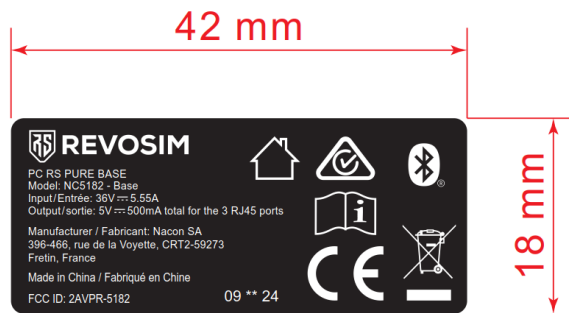 42 mm
18 mm
RS REVOSIM
PC RS PURE BASE
Model: NC5182 - Base
Input/Entrée: 36V⎓5.55A
Output/sortie: 5V⎓500mA total for the 3 RJ45 ports
Manufacturer / Fabricant: Nacon SA
396-466, rue de la Voyette, CRT2-59273
Fretin, France
Made in China / Fabriqué en Chine
FCC ID: 2AVPR-5182
09 ** 24
i
CE
®